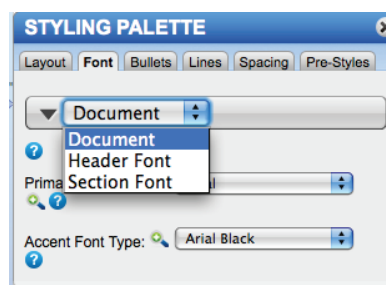 STYLING PALETTE
Layout Font Bullets Lines Spacing Pre-Styles
Document
Document
Header Font
Section Font
Accent Font Type: Arial Black